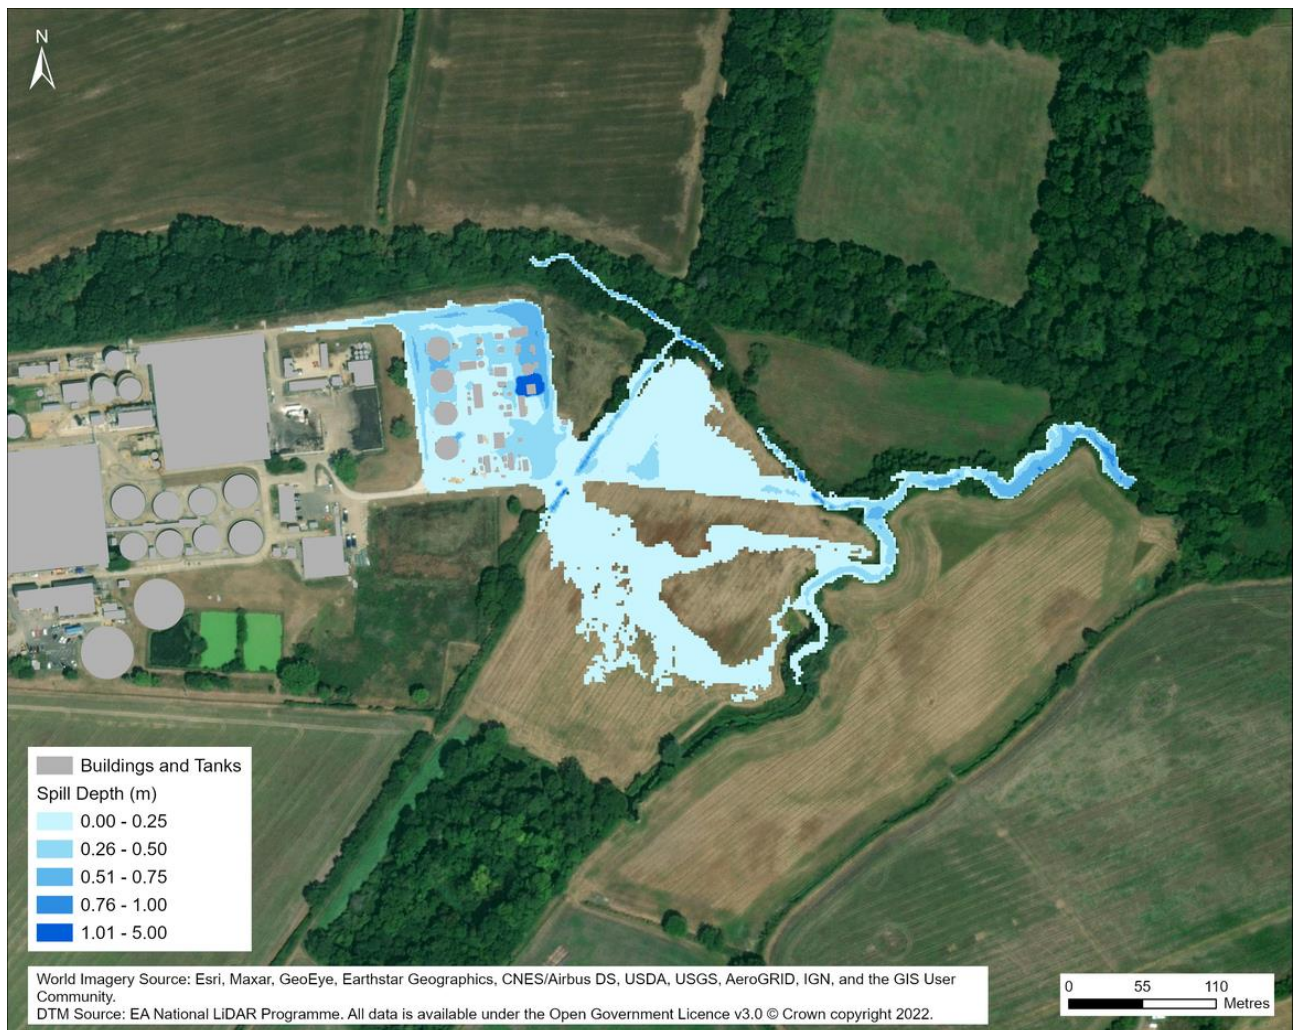 N
Buildings and Tanks
Spill Depth (m)
0.00 - 0.25
0.26 - 0.50
0.51 - 0.75
0.76 - 1.00
1.01 - 5.00
World Imagery Source: Esri, Maxar, GeoEye, Earthstar Geographics, CNES/Airbus DS, USDA, USGS, AeroGRID, IGN, and the GIS User
Community.
DTM Source: EA National LiDAR Programme. All data is available under the Open Government Licence v3.0 © Crown copyright 2022.
0 55 110
Metres